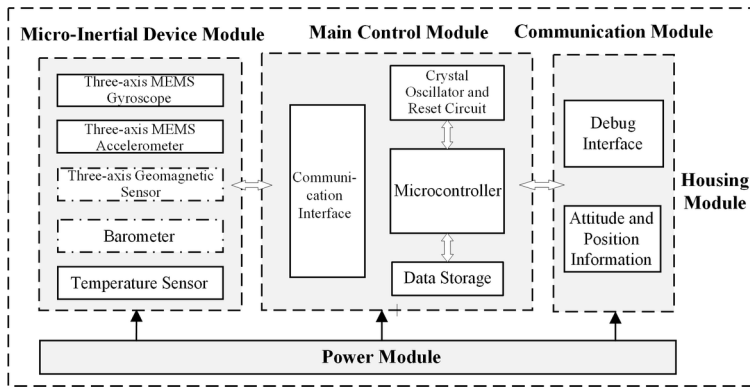 Micro-Inertial Device Module
Three-axis MEMS
Gyroscope
Three-axis MEMS
Accelerometer
Three-axis Geomagnetic
Sensor
Barometer
Temperature Sensor
Main Control Module
Communi-
cation
Interface
Crystal
Oscillator and
Reset Circuit
Microcontroller
Data Storage
Communication Module
Debug
Interface
Attitude and
Position
Information
Housing
Module
Power Module